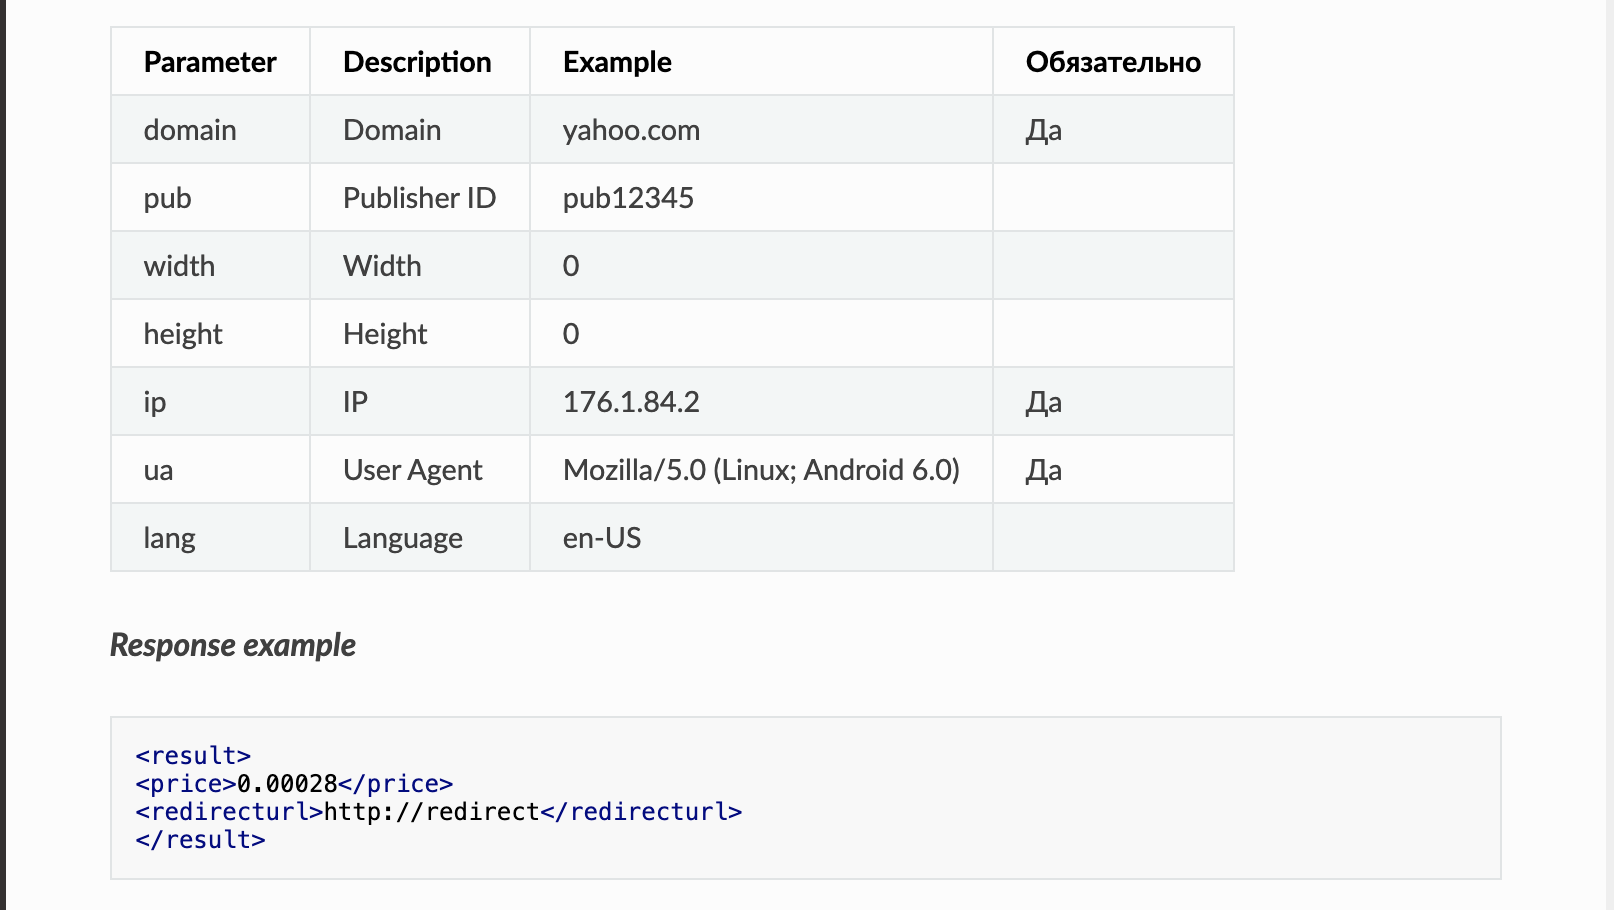 Parameter Description Example Обязательно
domain Domain yahoo.com Да
pub Publisher ID pub12345
width Width 0
height Height 0
ip IP 176.1.84.2 Да
ua User Agent Mozilla/5.0 (Linux; Android 6.0) Да
lang Language en-US
Response example
<result>
<price>0.00028</price>
<redirecturl>http://redirect</redirecturl>
</result>